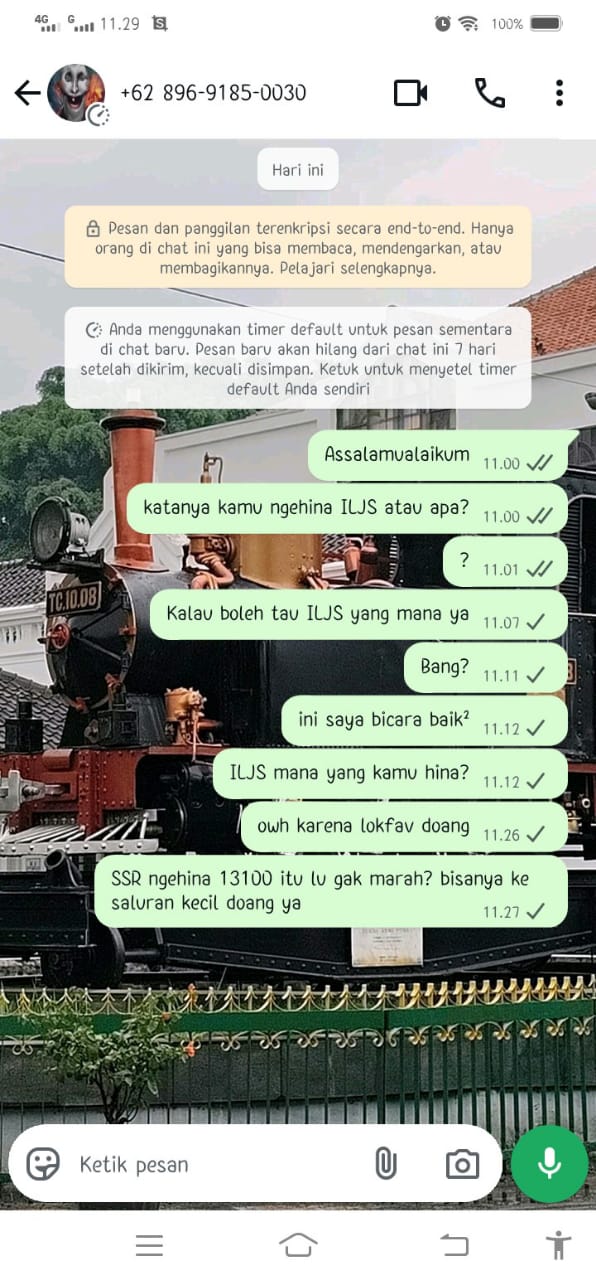 4G G 11.29 100%
+62 896-9185-0030
Hari ini
Pesan dan panggilan terenkripsi secara end-to-end. Hanya
orang di chat ini yang bisa membaca, mendengarkan, atau
membagikannya. Pelajari selengkapnya.
Anda menggunakan timer default untuk pesan sementara
di chat baru. Pesan baru akan hilang dari chat ini 7 hari
setelah dikirim, kecuali disimpan. Ketuk untuk menyetel timer
default Anda sendiri
Assalamualaikum 11.00
katanya kamu ngehina ILJS atau apa? 11.00
? 11.01
Kalau boleh tau ILJS yang mana ya 11.07
Bang? 11.11
ini saya bicara baik² 11.12
ILJS mana yang kamu hina? 11.12
owh karena lokfav doang 11.26
SSR ngehina 13100 itu lu gak marah? bisanya ke
saluran kecil doang ya
11.27
TC.10.08
Ketik pesan